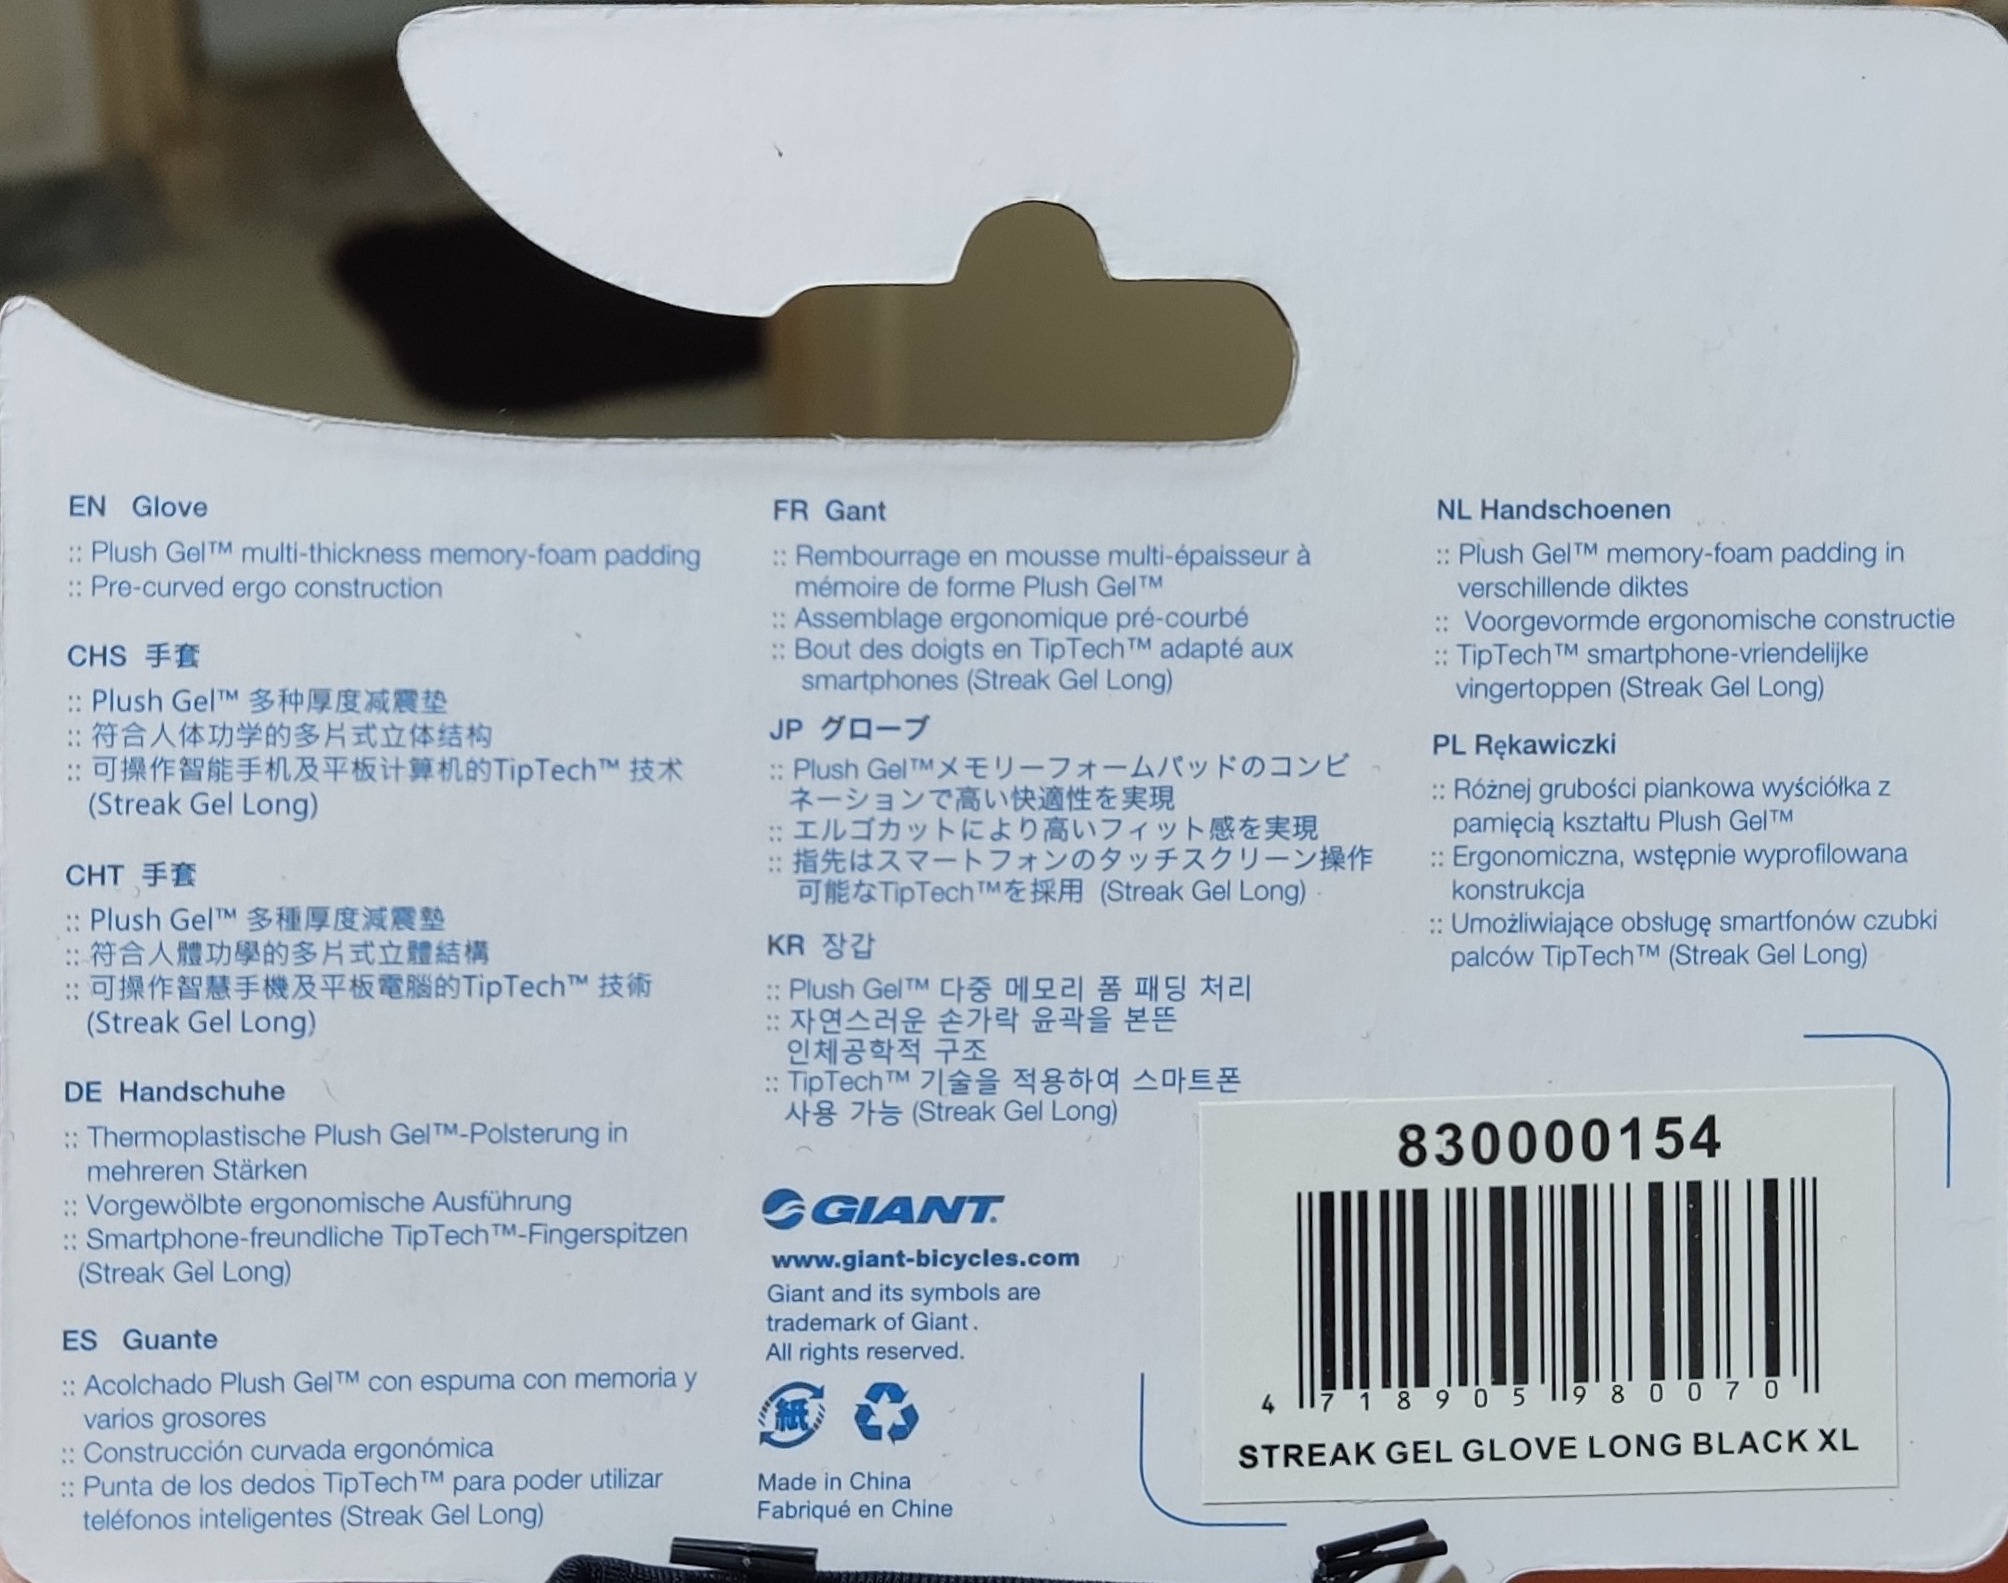 EN Glove
:: Plush Gel™ multi-thickness memory-foam padding
:: Pre-curved ergo construction
CHS 手套
:: Plush Gel™ 多种厚度减震垫
:: 符合人体功学的多片式立体结构
:: 可操作智能手机及平板计算机的TipTech™ 技术
(Streak Gel Long)
CHT 手套
:: Plush Gel™ 多種厚度減震墊
:: 符合人體功學的多片式立體結構
:: 可操作智慧手機及平板電腦的TipTech™ 技術
(Streak Gel Long)
DE Handschuhe
:: Thermoplastische Plush Gel™-Polsterung in
mehreren Stärken
:: Vorgewölbte ergonomische Ausführung
:: Smartphone-freundliche TipTech™-Fingerspitzen
(Streak Gel Long)
ES Guante
:: Acolchado Plush Gel™ con espuma con memoria y
varios grosores
:: Construcción curvada ergonómica
:: Punta de los dedos TipTech™ para poder utilizar
teléfonos inteligentes (Streak Gel Long)
FR Gant
:: Rembourrage en mousse multi-épaisseur à
mémoire de forme Plush Gel™
:: Assemblage ergonomique pré-courbé
:: Bout des doigts en TipTech™ adapté aux
smartphones (Streak Gel Long)
JP グローブ
:: Plush Gel™メモリーフォームパッドのコンビ
ネーションで高い快適性を実現
:: エルゴカットにより高いフィット感を実現
:: 指先はスマートフォンのタッチスクリーン操作
可能なTipTech™を採用 (Streak Gel Long)
KR 장갑
:: Plush Gel™ 다중 메모리 폼 패딩 처리
:: 자연스러운 손가락 윤곽을 본뜬
인체공학적 구조
:: TipTech™ 기술을 적용하여 스마트폰
사용 가능 (Streak Gel Long)
GIANT
www.giant-bicycles.com
Giant and its symbols are
trademark of Giant.
All rights reserved.
紙
Made in China
Fabriqué en Chine
NL Handschoenen
:: Plush Gel™ memory-foam padding in
verschillende diktes
:: Voorgevormde ergonomische constructie
:: TipTech™ smartphone-vriendelijke
vingertoppen (Streak Gel Long)
PL Rękawiczki
:: Różnej grubości piankowa wyściółka z
pamięcią kształtu Plush Gel™
:: Ergonomiczna, wstępnie wyprofilowana
konstrukcja
:: Umożliwiające obsługę smartfonów czubki
palców TipTech™ (Streak Gel Long)
830000154
4 718905 980070
STREAK GEL GLOVE LONG BLACK XL